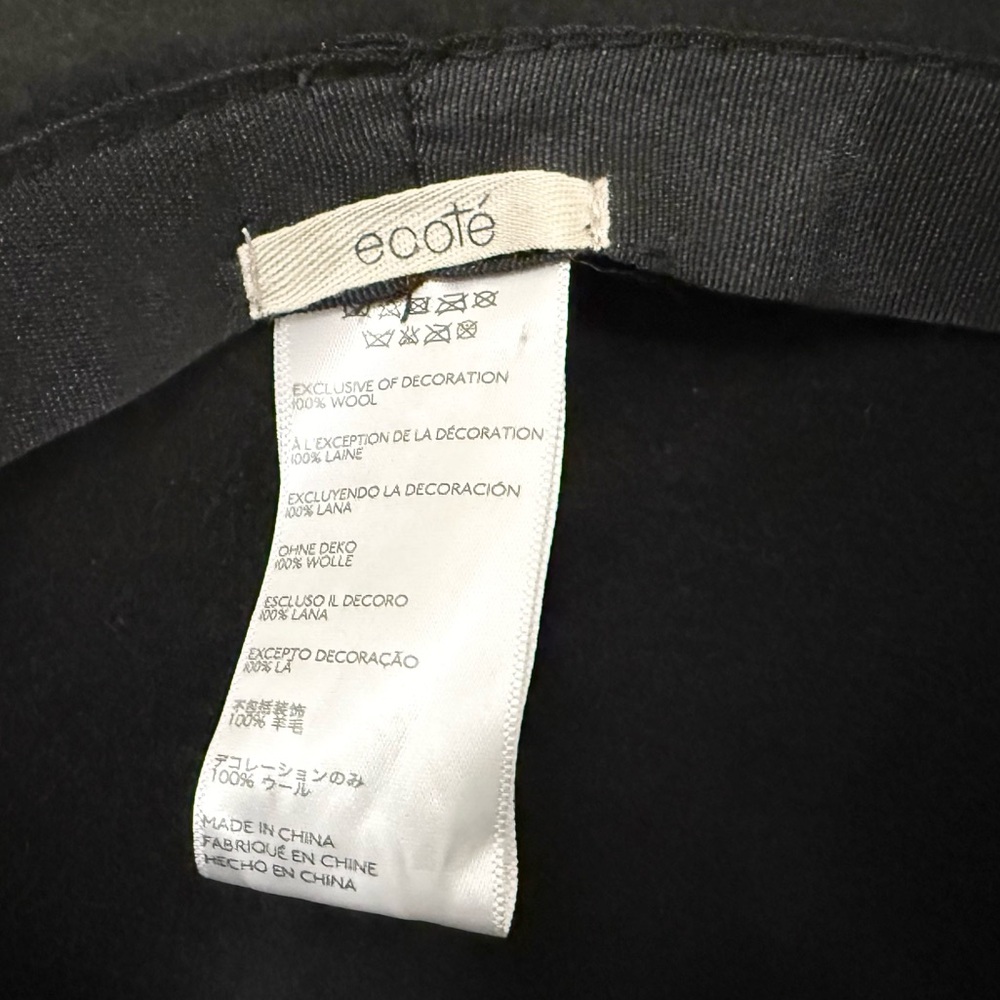 ecoté
EXCLUSIVE OF DECORATION
100% WOOL
À L'EXCEPTION DE LA DÉCORATION
100% LAINE
EXCLUYENDO LA DECORACIÓN
100% LANA
OHNE DEKO
100% WOLLE
ESCLUSO IL DECORO
100% LANA
EXCEPTO DECORAÇÃO
100% LÃ
不包括装饰
100% 羊毛
デコレーションのみ
100% ウール
MADE IN CHINA
FABRIQUÉ EN CHINE
HECHO EN CHINA